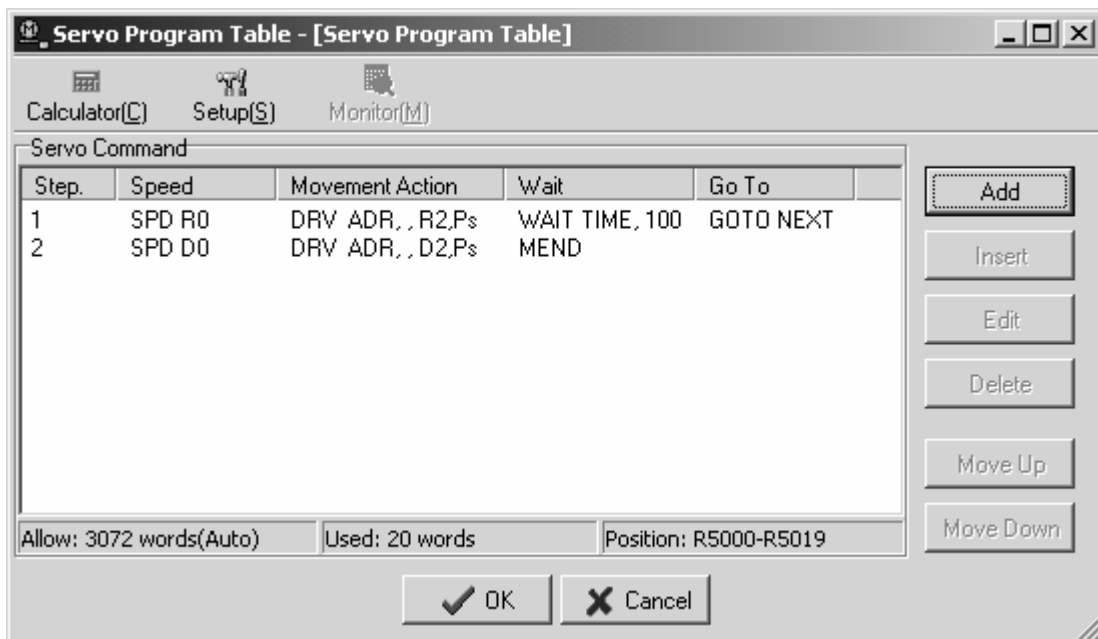 Servo Program Table - [Servo Program Table]
Calculator(C) Setup(S) Monitor(M)
Servo Command
Step. Speed Movement Action Wait Go To
1 SPD R0 DRV ADR, , R2,Ps WAIT TIME, 100 GOTO NEXT
2 SPD D0 DRV ADR, , D2,Ps MEND
Add
Insert
Edit
Delete
Move Up
Move Down
Allow: 3072 words(Auto) Used: 20 words Position: R5000-R5019
OK Cancel